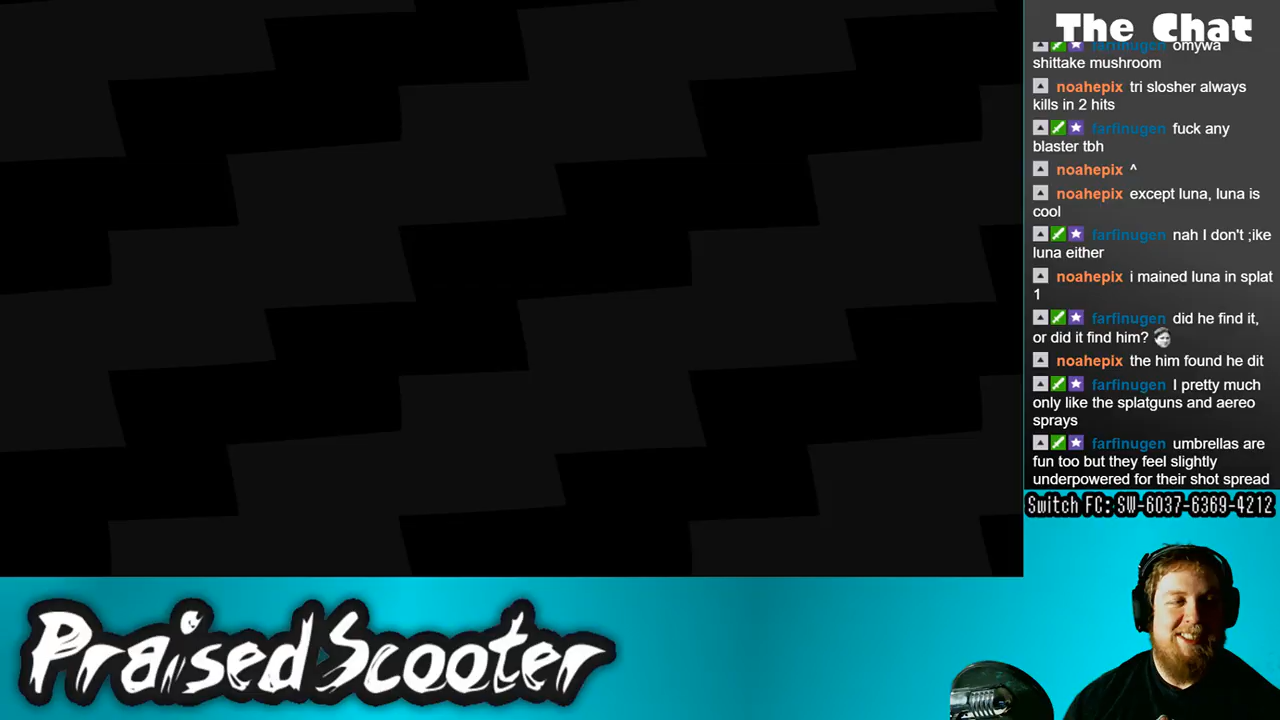 The Chat
farfinugen omywa
shittake mushroom
noahepix tri slosher always
kills in 2 hits
farfinugen fuck any
blaster tbh
noahepix ^
noahepix except luna, luna is
cool
farfinugen nah I don't ;ike
luna either
noahepix i mained luna in splat
1
farfinugen did he find it,
or did it find him?
noahepix the him found he dit
farfinugen I pretty much
only like the splatguns and aereo
sprays
farfinugen umbrellas are
fun too but they feel slightly
underpowered for their shot spread
Switch FC: SW-6037-6369-4212
PraisedScooter